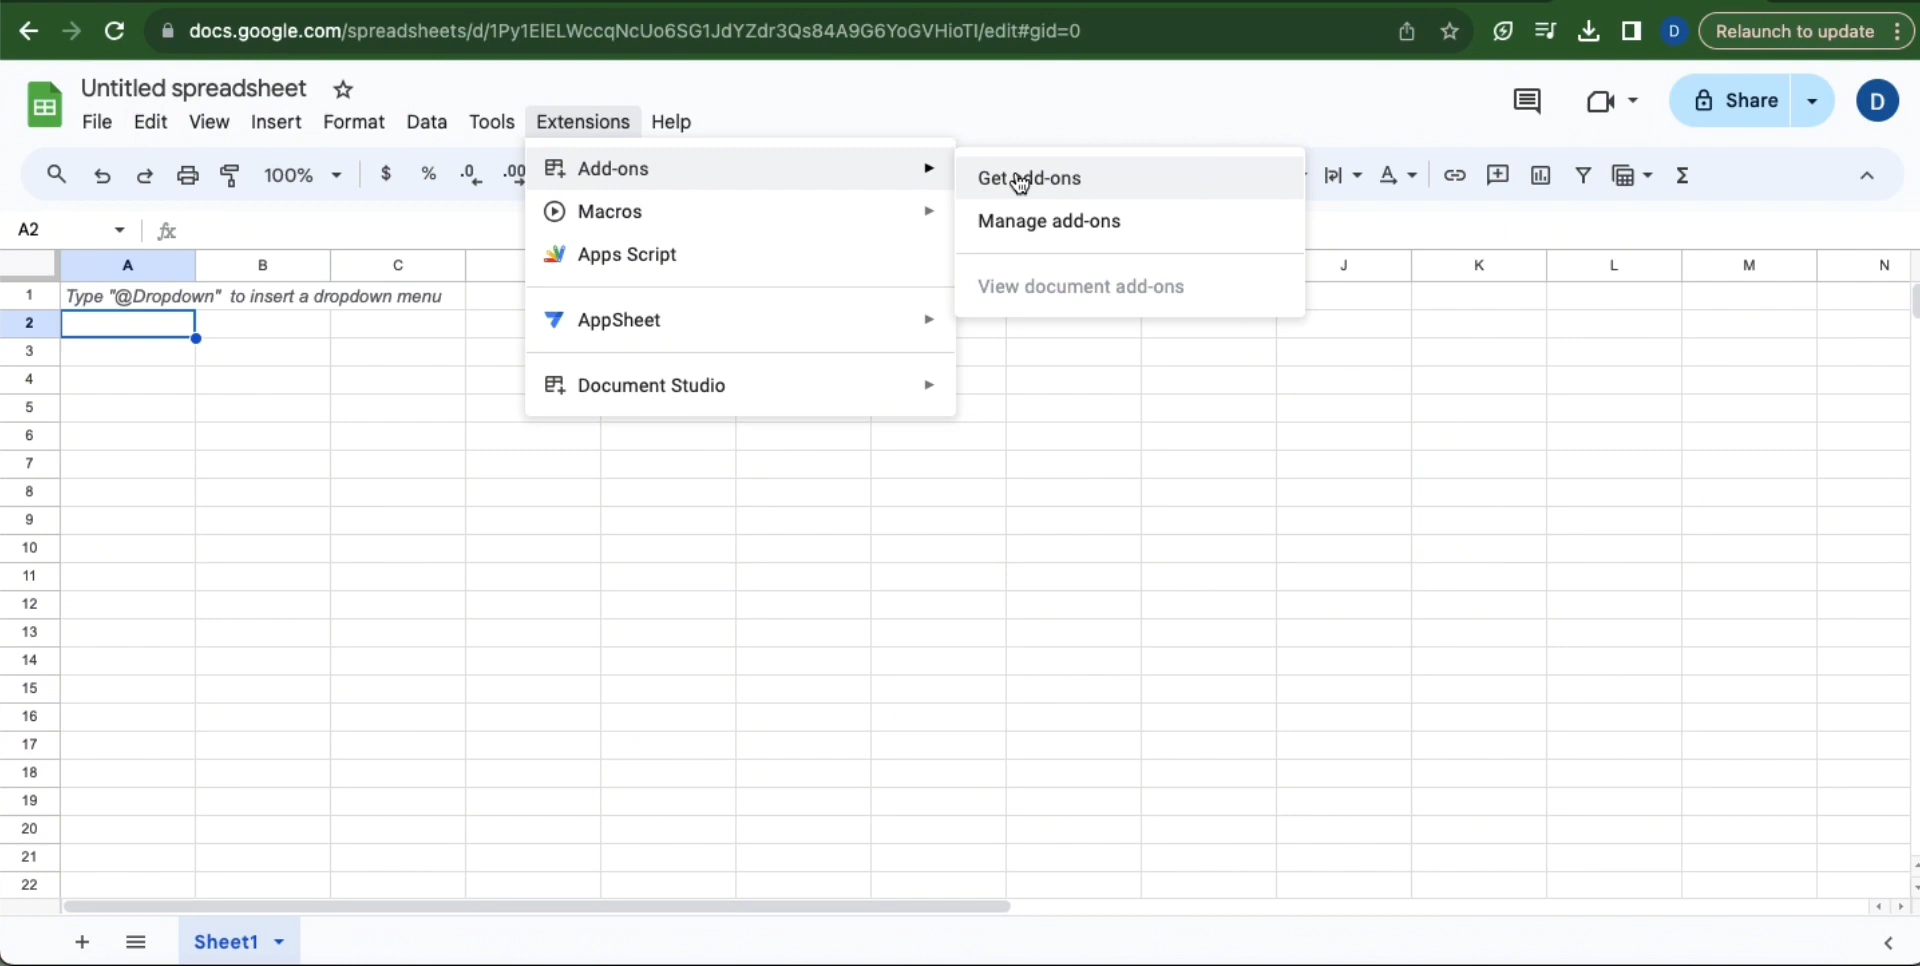 docs.google.com/spreadsheets/d/1Py1ElELWccqNcUo6SG1JdYZdr3Qs84A9G6YoGVHioTl/edit#gid=0
D
Relaunch to update
Untitled spreadsheet
File Edit View Insert Format Data Tools Extensions Help
Share
D
100% $ % .0 .00
Add-ons
Macros
Apps Script
AppSheet
Document Studio
Get add-ons
Manage add-ons
View document add-ons
A2 fx
A B C J K L M N
1 Type "@Dropdown" to insert a dropdown menu
2
3
4
5
6
7
8
9
10
11
12
13
14
15
16
17
18
19
20
21
22
Sheet1